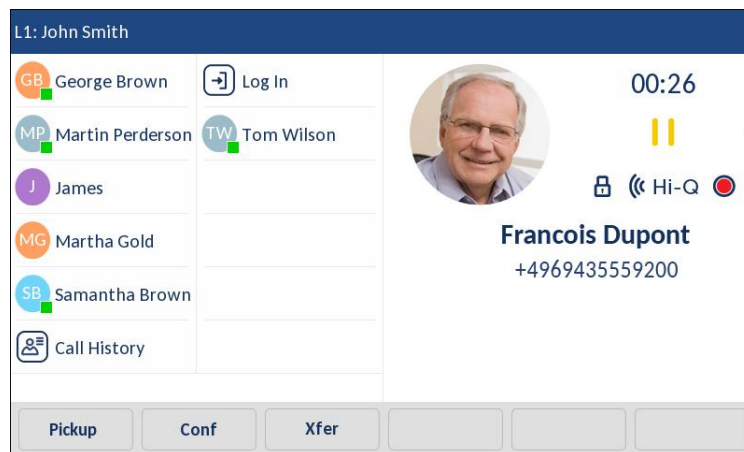 L1: John Smith
GB George Brown
Log In
MP Martin Perderson
TW Tom Wilson
J James
MG Martha Gold
SB Samantha Brown
Call History
00:26
Hi-Q
Francois Dupont
+4969435559200
Pickup Conf Xfer